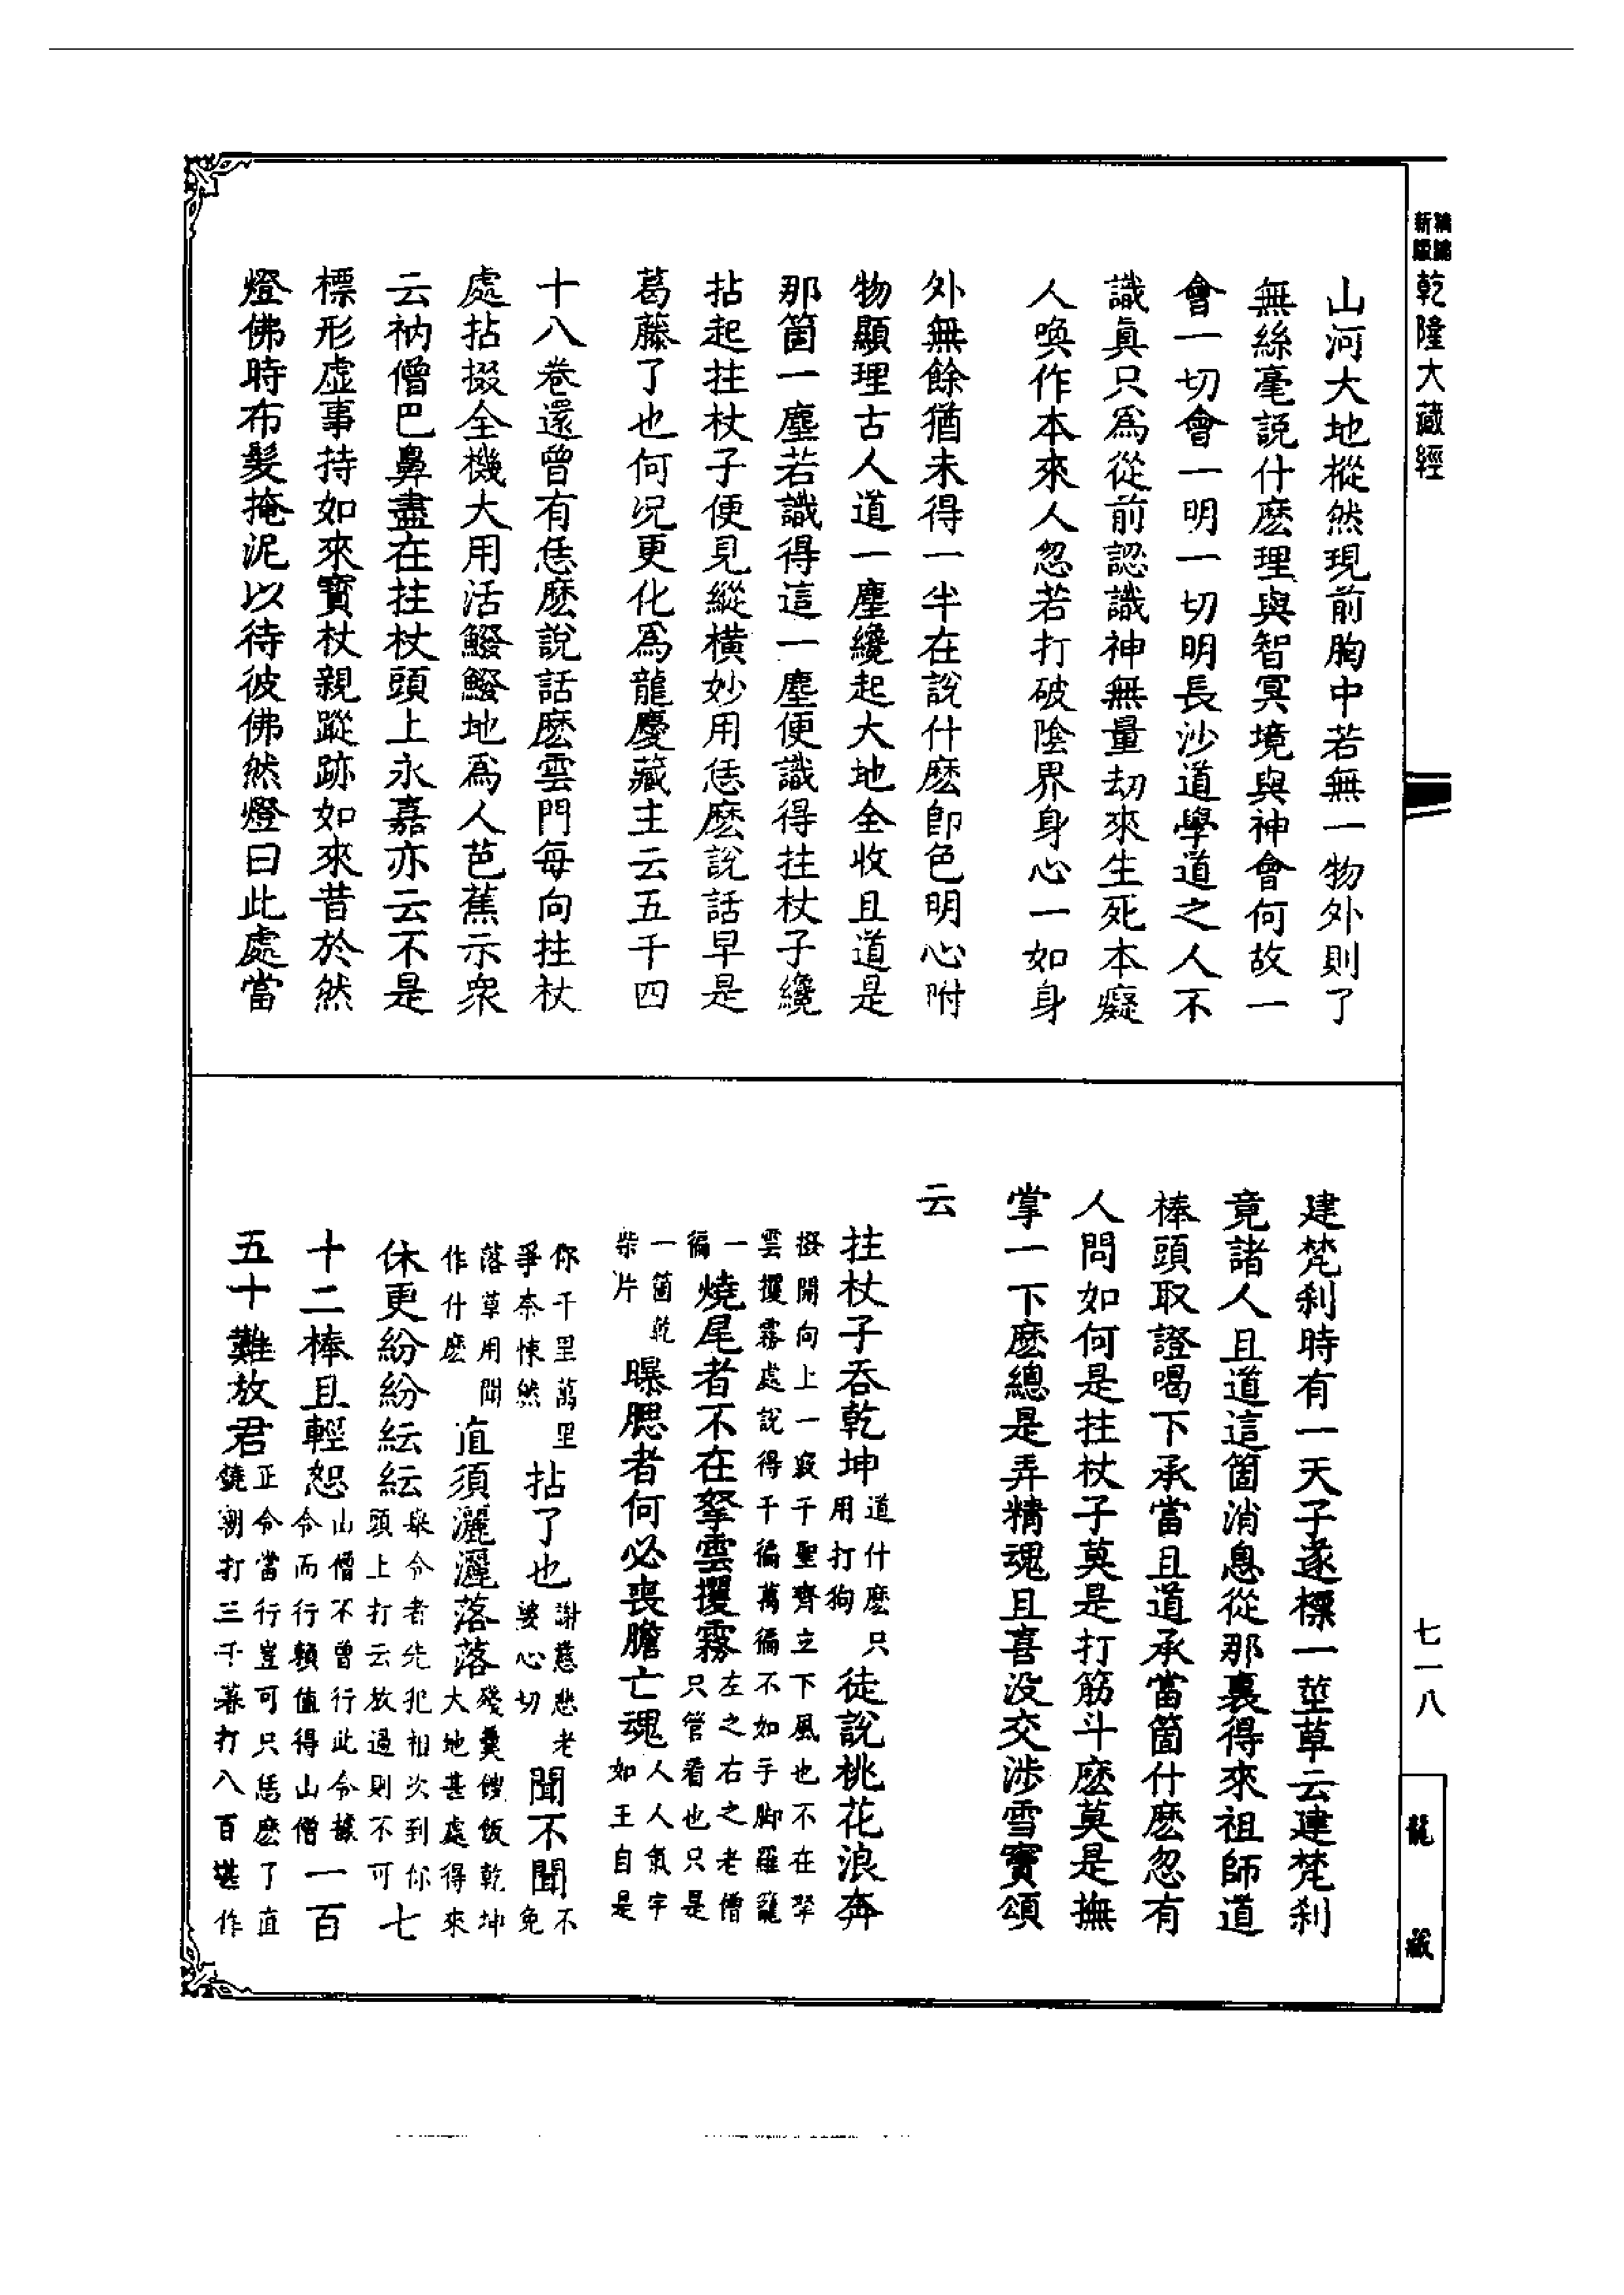 新編縮版乾隆大藏經
七一八
龍藏
山河大地樅然現前胸中若無一物外則了
無絲毫說什麽理與智冥境與神會何故一
會一切會一明一切明長沙道學道之人不
識眞只爲從前認識神無量劫來生死本癡
人喚作本來人忽若打破陰界身心一如身
外無餘猶未得一半在說什麽卽色明心附
物顯理古人道一塵纔起大地全收且道是
那箇一塵若識得這一塵便識得拄杖子纔
拈起拄杖子便見縱橫妙用恁麽說話早是
葛藤了也何況更化爲龍慶藏主云五千四
十八卷還曾有恁麽說話麽雲門每向拄杖
處拈掇全機大用活鱍鱍地爲人芭蕉示衆
云衲僧巴鼻盡在拄杖頭上永嘉亦云不是
標形虛事持如來寶杖親蹤跡如來昔於然
燈佛時布髮掩泥以待彼佛然燈曰此處當
建梵刹時有一天子遂標一莖草云建梵刹
竟諸人且道這箇消息從那裏得來祖師道
棒頭取證喝下承當且道承當箇什麽忽有
人問如何是拄杖子莫是打筋斗麽莫是撫
掌一下麽總是弄精魂且喜没交涉雪竇頌
云
拄杖子吞乾坤道什麽只用打狗徒說桃花浪奔
撥開向上一竅千聖齊立下風也不在拏雲攫霧處說得千徧萬徧不如手脚羅籠
一徧燒尾者不在拏雲攫霧左之右之老僧只管看也只是
一箇乾柴片曝腮者何必喪膽亡魂人人氣宇如王自是
你千里萬里爭奈悚然拈了也謝慈悲老婆心切聞不聞不免
落草用聞作什麽直須灑灑落落殘羹餿飯乾坤大地甚處得來
休更紛紛紜紜擧令者先犯相次到你頭上打云放過則不可七
十二棒且輕恕山僧不曾行此令據令而行賴值得山僧一百
五十難放君正令當行豈可只恁麽了直饒朝打三千暮打八百堪作